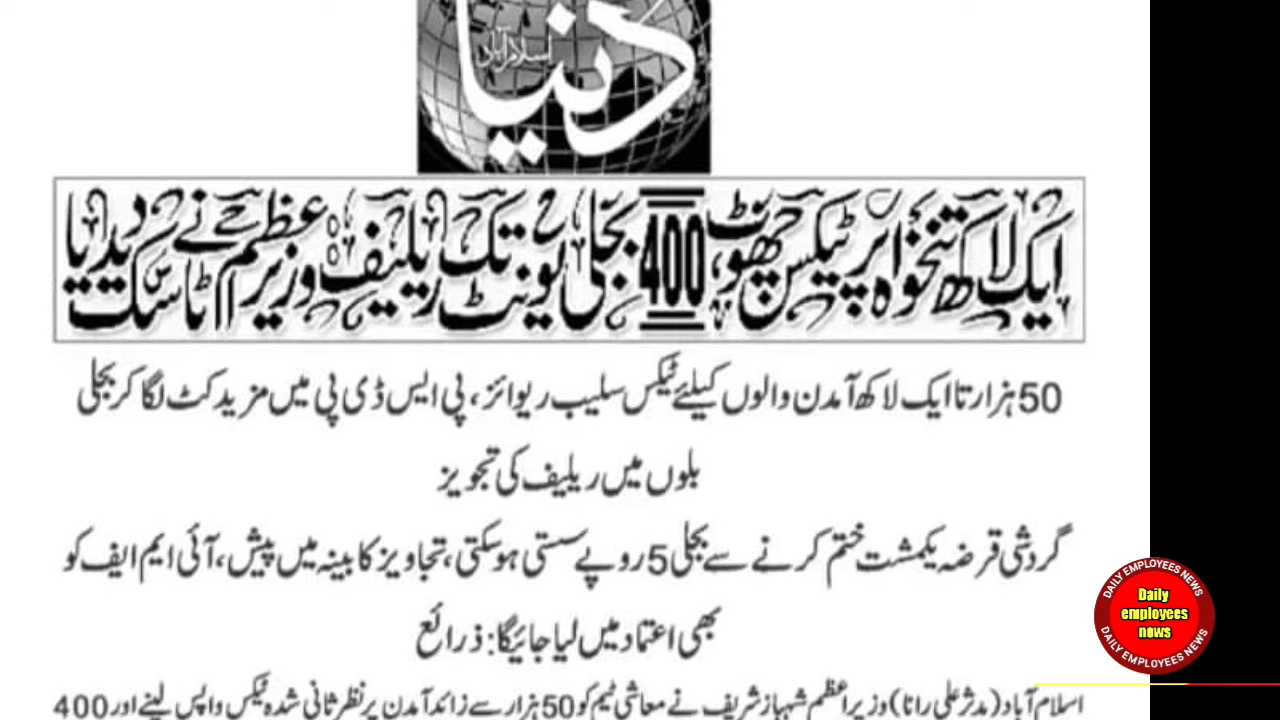 دنیا
اسلام آباد
ایک لاکھ تنخواہ پر ٹیکس چھوٹ، 400 بجلی یونٹ تک ریلیف، وزیراعظم نے ٹاسک دیدیا
50 ہزار تا ایک لاکھ آمدن والوں کیلئے ٹیکس سلیب ریوائز، پی ایس ڈی پی میں مزید کٹ لگا کر بجلی
بلوں میں ریلیف کی تجویز
گردشی قرضہ یکمشت ختم کرنے سے بجلی 5 روپے سستی ہوسکتی، تجاویز کابینہ میں پیش، آئی ایم ایف کو
بھی اعتماد میں لیا جائیگا: ذرائع
اسلام آباد (مدثر علی رانا) وزیراعظم شہباز شریف نے معاشی ٹیم کو 50 ہزار سے زائد آمدن پر نظر ثانی شدہ ٹیکس واپس لینے اور 400
DAILY EMPLOYEES NEWS
Daily
employees
news
DAILY EMPLOYEES NEWS